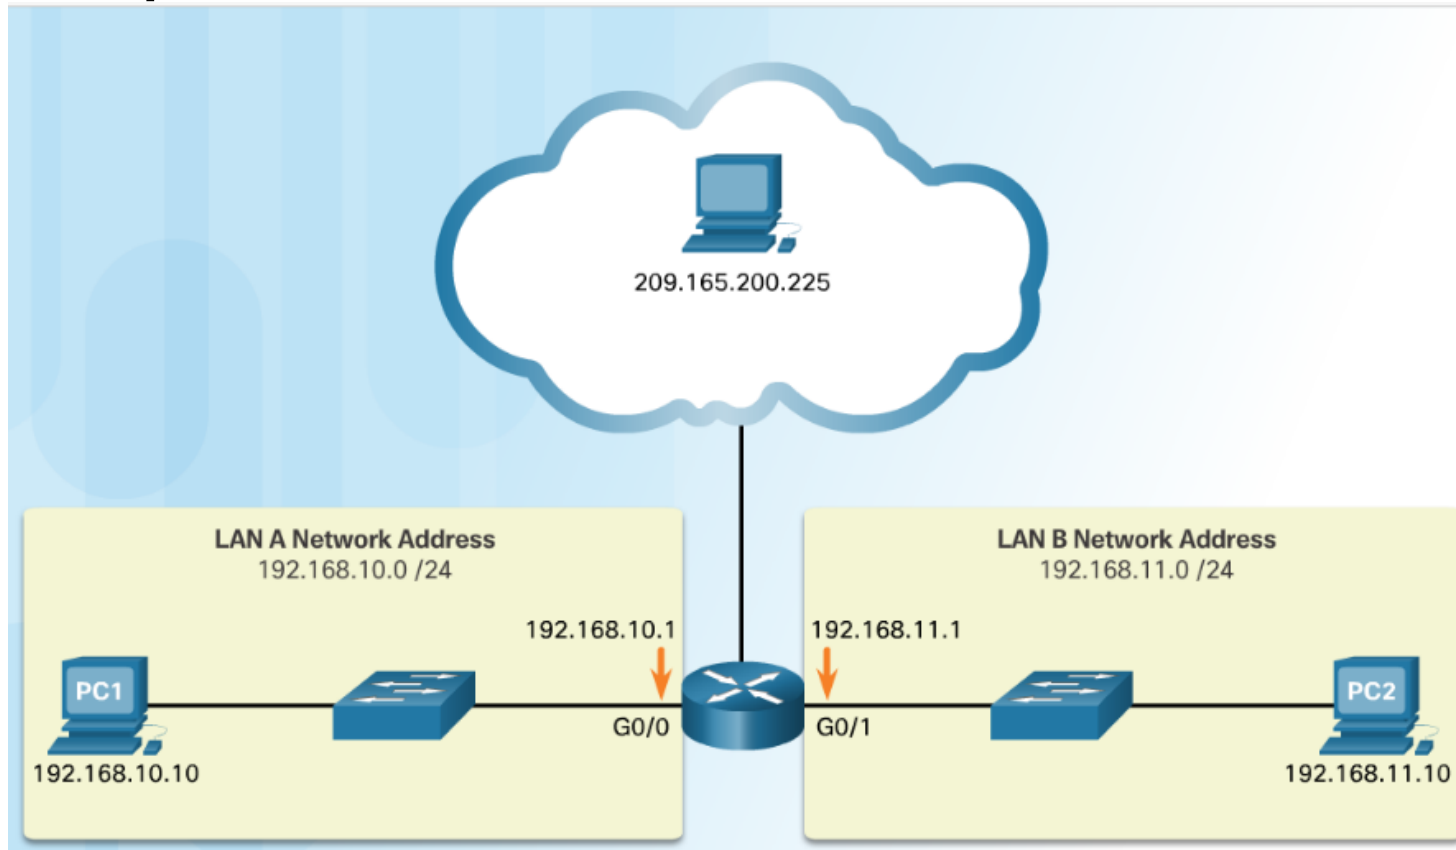 209.165.200.225
LAN A Network Address
192.168.10.0 /24
LAN B Network Address
192.168.11.0 /24
192.168.10.1
192.168.11.1
PC1
PC2
G0/0
G0/1
192.168.10.10
192.168.11.10